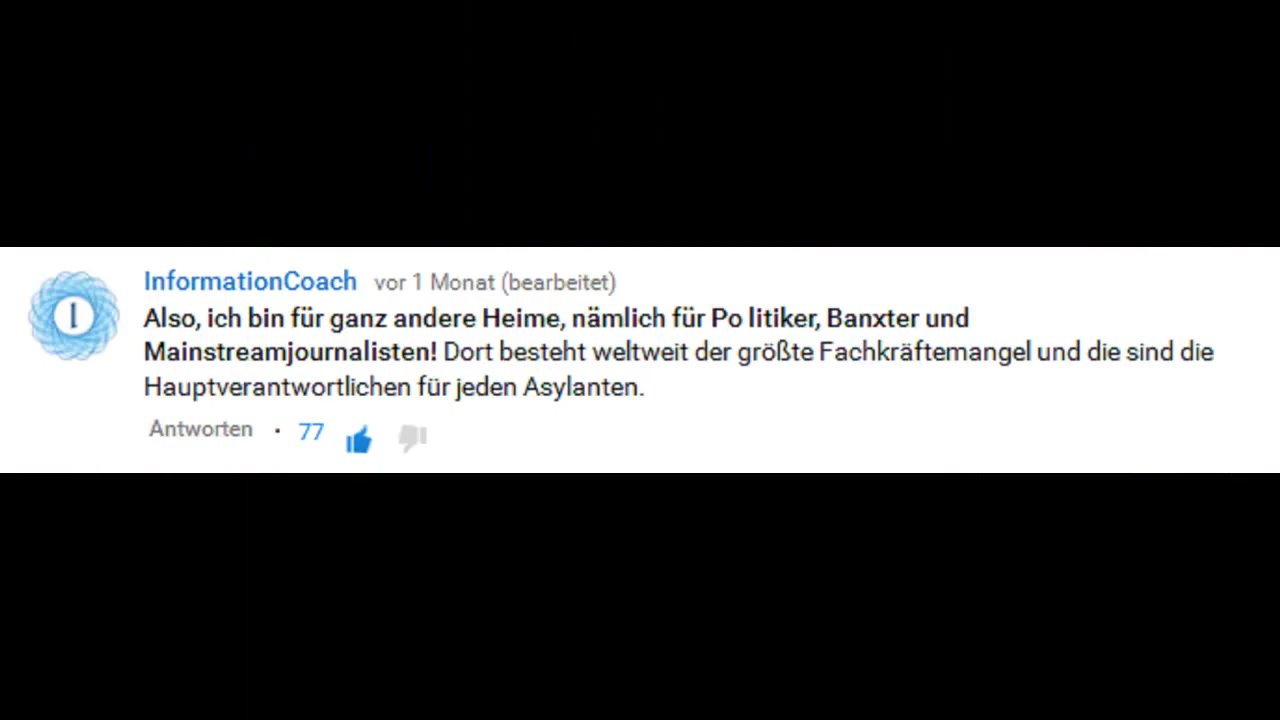 I
InformationCoach vor 1 Monat (bearbeitet)
Also, ich bin für ganz andere Heime, nämlich für Po litiker, Banxter und
Mainstreamjournalisten! Dort besteht weltweit der größte Fachkräftemangel und die sind die
Hauptverantwortlichen für jeden Asylanten.
Antworten · 77